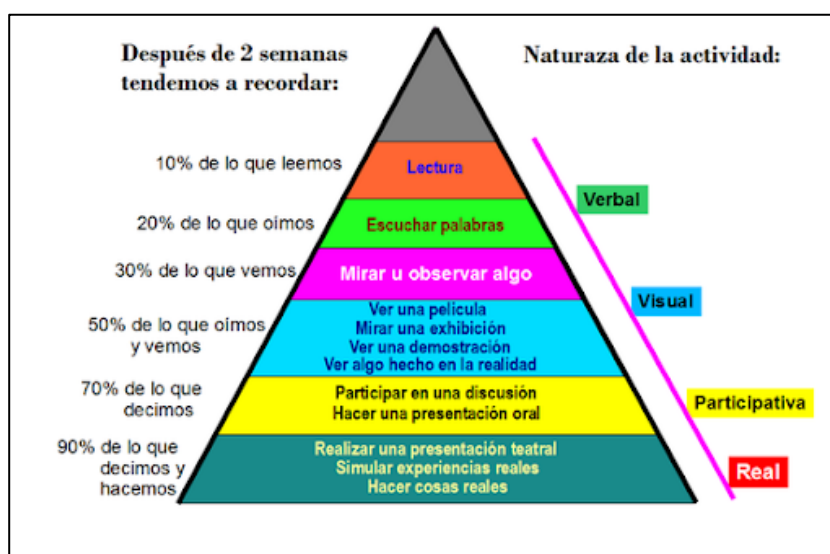 Después de 2 semanas
tendemos a recordar:
Naturaza de la actividad:
10% de lo que leemos
Lectura
Verbal
20% de lo que oimos
Escuchar palabras
30% de lo que vemos
Mirar u observar algo
Visual
50% de lo que oimos
y vemos
Ver una pelicula
Mirar una exhibición
Ver una demostración
Ver algo hecho en la realidad
70% de lo que
decimos
Participar en una discusión
Hacer una presentación oral
Participativa
90% de lo que
decimos y
hacemos
Realizar una presentación teatral
Simular experiencias reales
Hacer cosas reales
Real